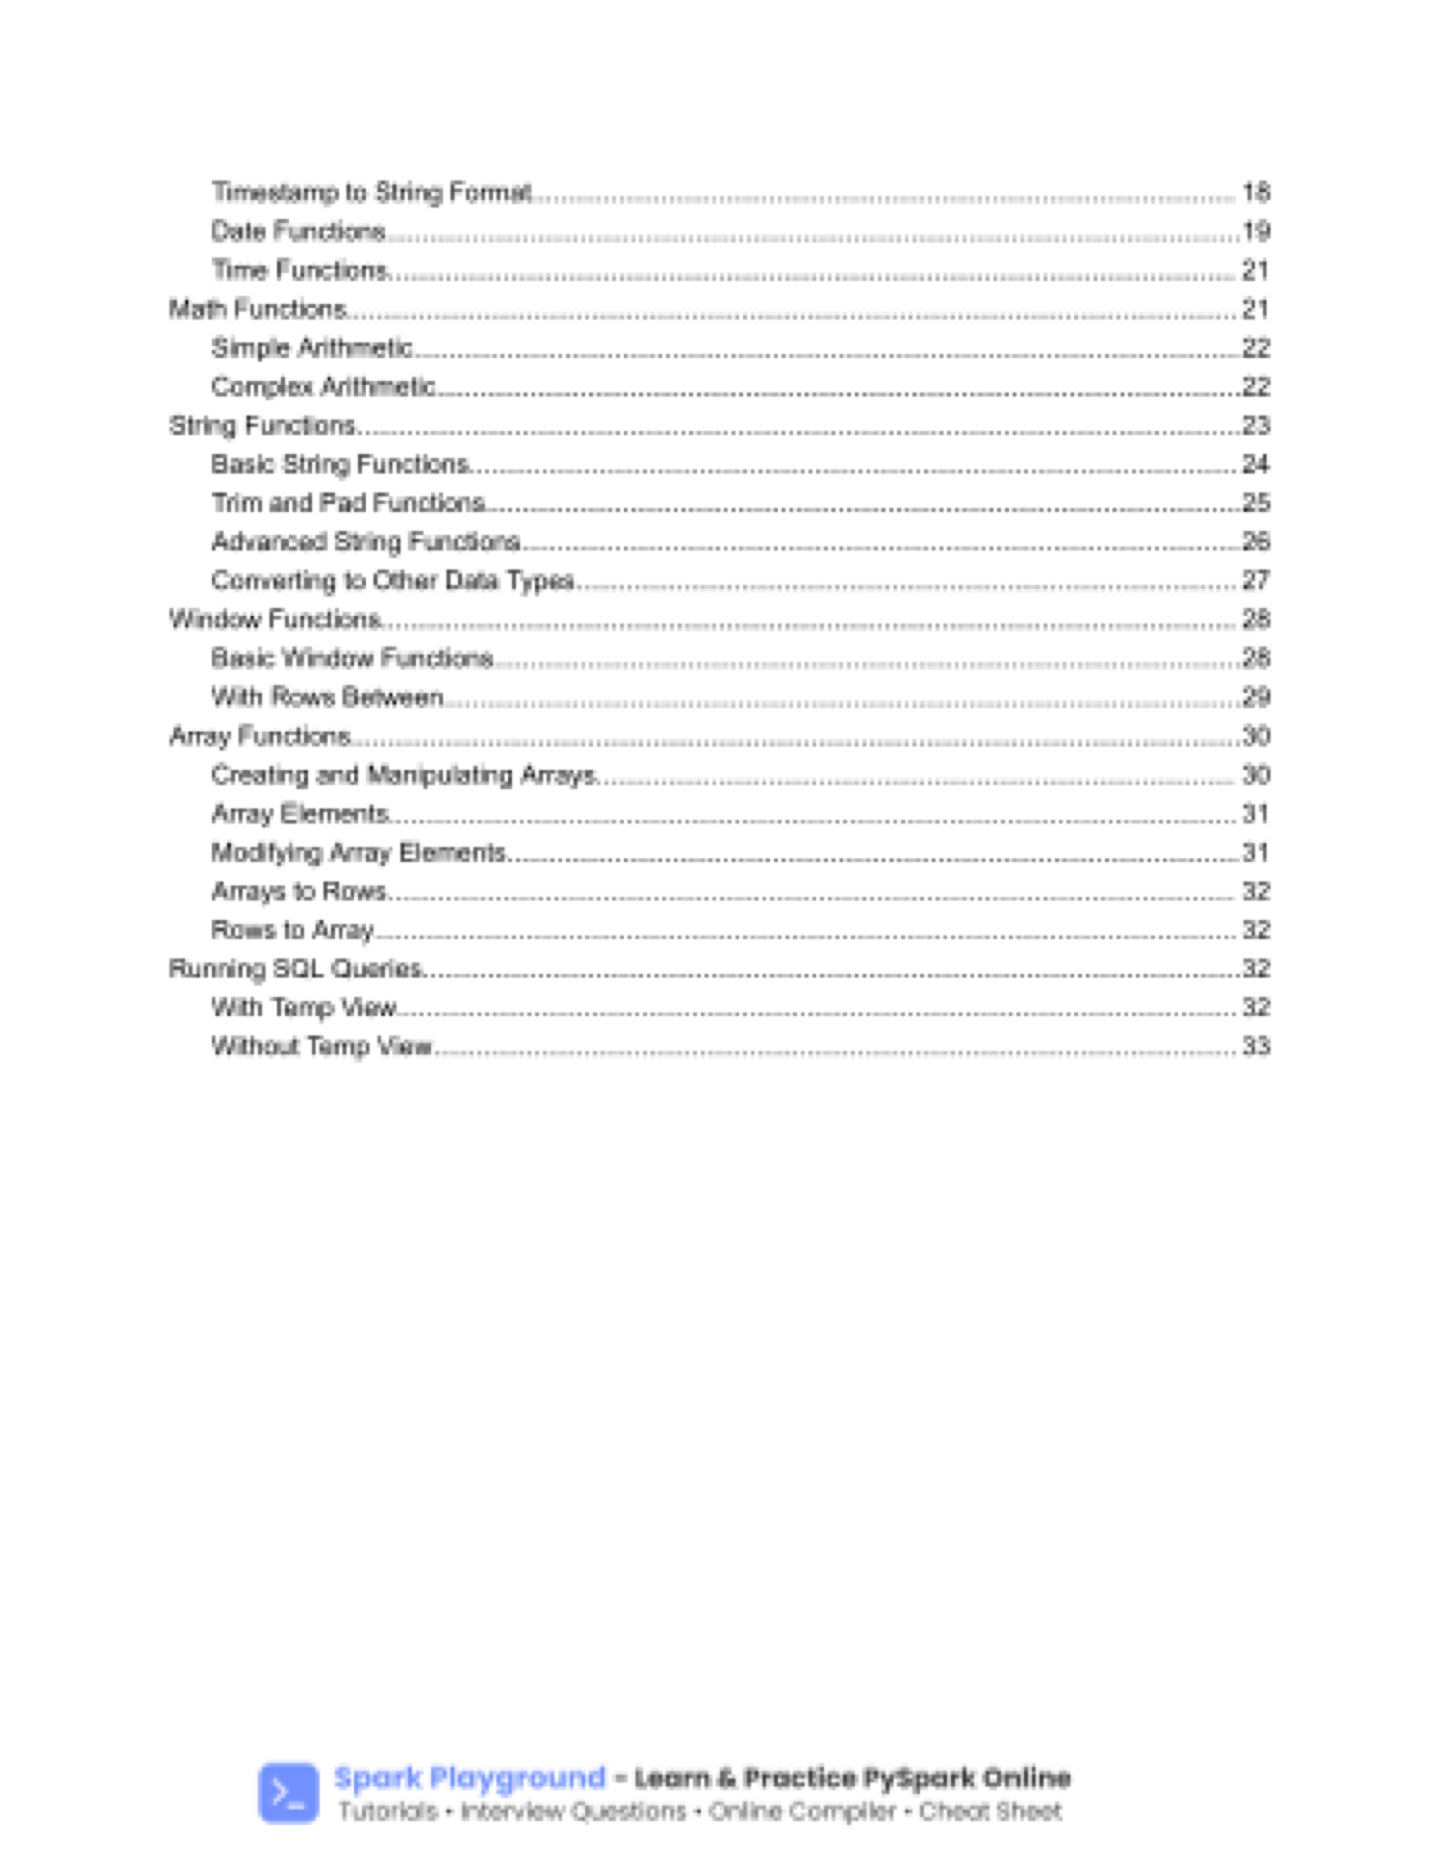 Timestamp to String Format........ 18
Date Functions........19
Time Functions........ 21
Math Functions........ 21
Simple Arithmetic........22
Complex Arithmetic........22
String Functions........23
Basic String Functions........ 24
Trim and Pad Functions........25
Advanced String Functions........26
Converting to Other Data Types........ 27
Window Functions........ 28
Basic Window Functions........28
With Rows Between........29
Array Functions........30
Creating and Manipulating Arrays........ 30
Array Elements........ 31
Modifying Array Elements........31
Arrays to Rows........ 32
Rows to Array........ 32
Running SQL Queries........32
With Temp View........ 32
Without Temp View........ 33
Spark Playground - Learn & Practice PySpark Online
Tutorials • Interview Questions • Online Compiler • Cheat Sheet